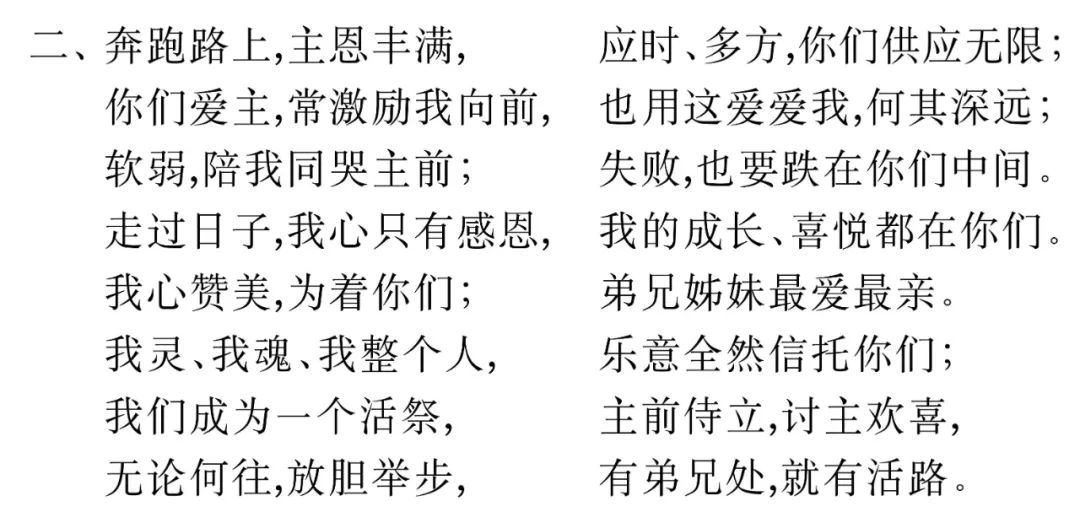 二、奔跑路上,主恩丰满, 应时、多方,你们供应无限;
你们爱主,常激励我向前, 也用这爱爱我,何其深远;
软弱,陪我同哭主前; 失败,也要跌在你们中间。
走过日子,我心只有感恩, 我的成长、喜悦都在你们。
我心赞美,为着你们; 弟兄姊妹最爱最亲。
我灵、我魂、我整个人, 乐意全然信托你们;
我们成为一个活祭, 主前侍立,讨主欢喜,
无论何往,放胆举步, 有弟兄处,就有活路。